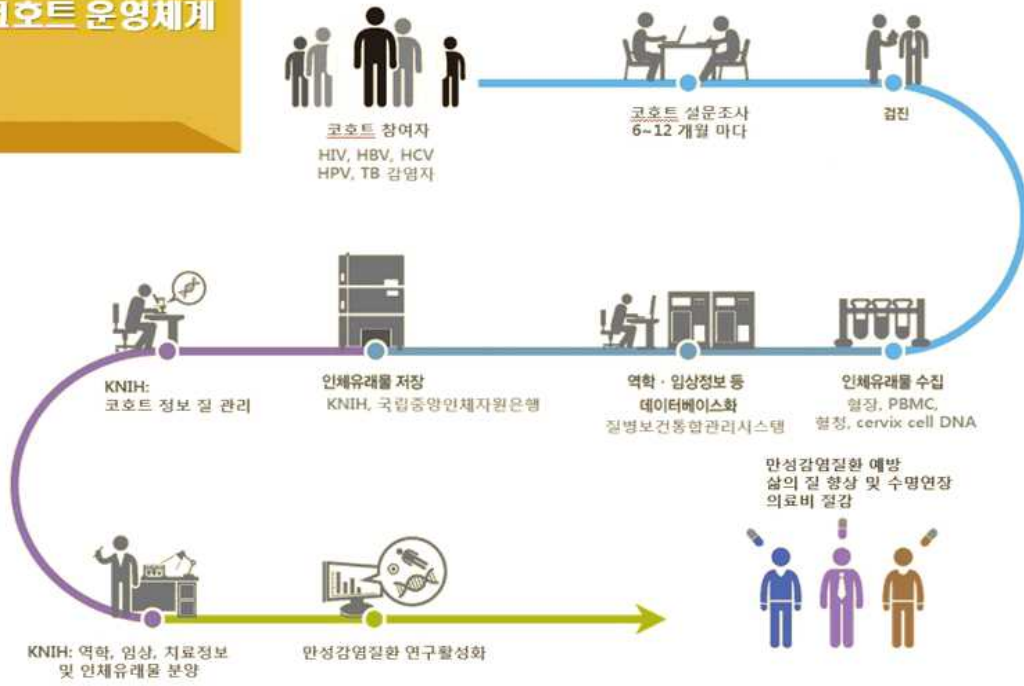 코호트 운영체계
코호트 참여자
HIV, HBV, HCV
HPV, TB 감염자
코호트 설문조사
6~12 개월 마다
검진
인체유래물 수집
혈장, PBMC,
혈청, cervix cell DNA
역학 · 임상정보 등
데이터베이스화
질병보건통합관리시스템
인체유래물 저장
KNIH, 국립중앙인체자원은행
KNIH:
코호트 정보 질 관리
KNIH: 역학, 임상, 치료정보
및 인체유래물 분양
만성감염질환 연구활성화
만성감염질환 예방
삶의 질 향상 및 수명연장
의료비 절감